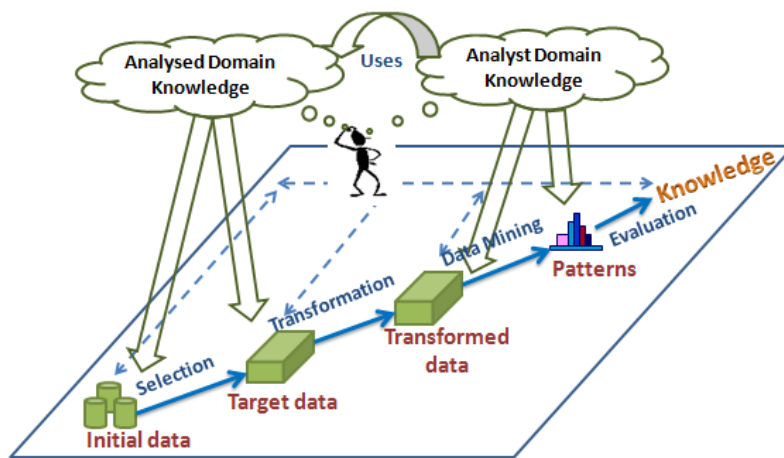 Analysed Domain
Knowledge
Uses
Analyst Domain
Knowledge
Knowledge
Data Mining
Evaluation
Patterns
Transformation
Transformed
data
Selection
Target data
Initial data